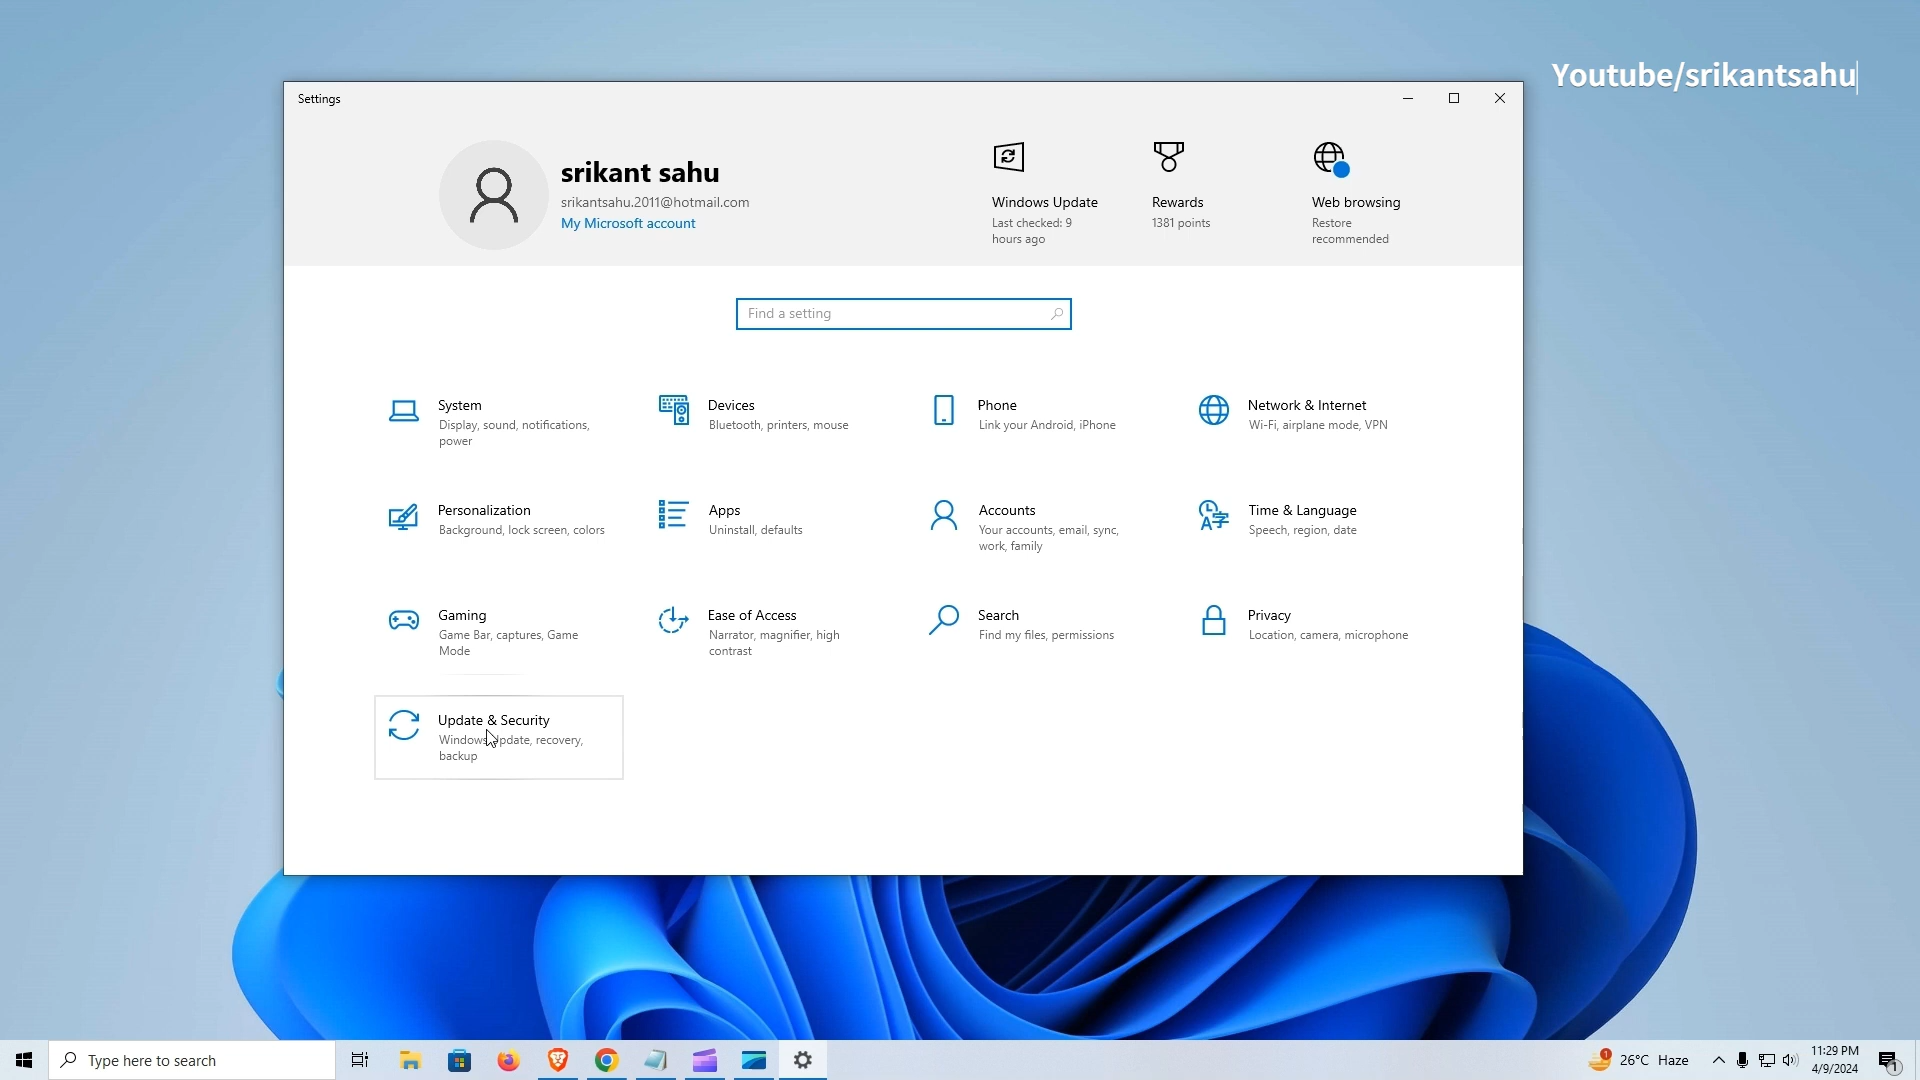 Youtube/srikantsahu
Settings
srikant sahu
srikantsahu.2011@hotmail.com
My Microsoft account
Windows Update
Last checked: 9
hours ago
Rewards
1381 points
Web browsing
Restore
recommended
Find a setting
System
Display, sound, notifications,
power
Devices
Bluetooth, printers, mouse
Phone
Link your Android, iPhone
Network & Internet
Wi-Fi, airplane mode, VPN
Personalization
Background, lock screen, colors
Apps
Uninstall, defaults
Accounts
Your accounts, email, sync,
work, family
Time & Language
Speech, region, date
Gaming
Game Bar, captures, Game
Mode
Ease of Access
Narrator, magnifier, high
contrast
Search
Find my files, permissions
Privacy
Location, camera, microphone
Update & Security
Windows Update, recovery,
backup
Type here to search
1
26°C Haze
11:29 PM
4/9/2024
1